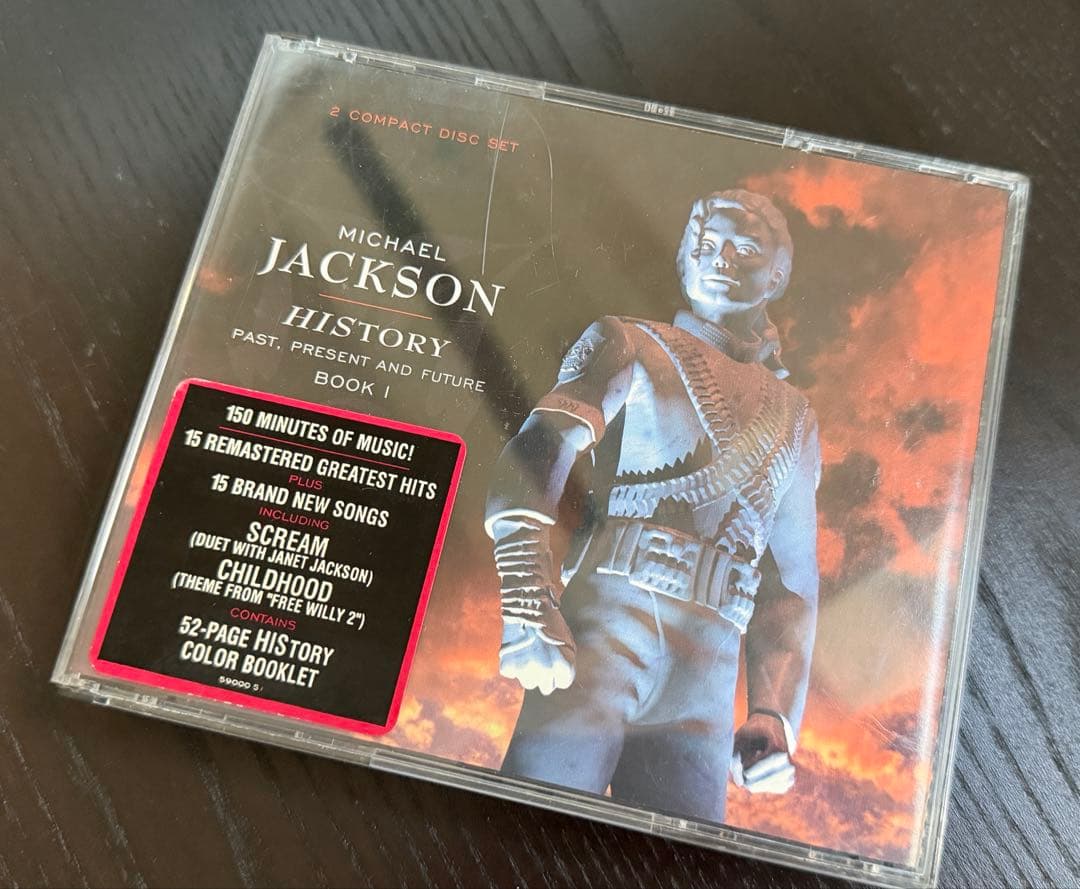 2 COMPACT DISC SET
MICHAEL
JACKSON
HISTORY
PAST, PRESENT AND FUTURE
BOOK I
150 MINUTES OF MUSIC!
15 REMASTERED GREATEST HITS
PLUS
15 BRAND NEW SONGS
INCLUDING
SCREAM
(DUET WITH JANET JACKSON)
CHILDHOOD
(THEME FROM "FREE WILLY 2")
CONTAINS
52-PAGE HISTORY
COLOR BOOKLET